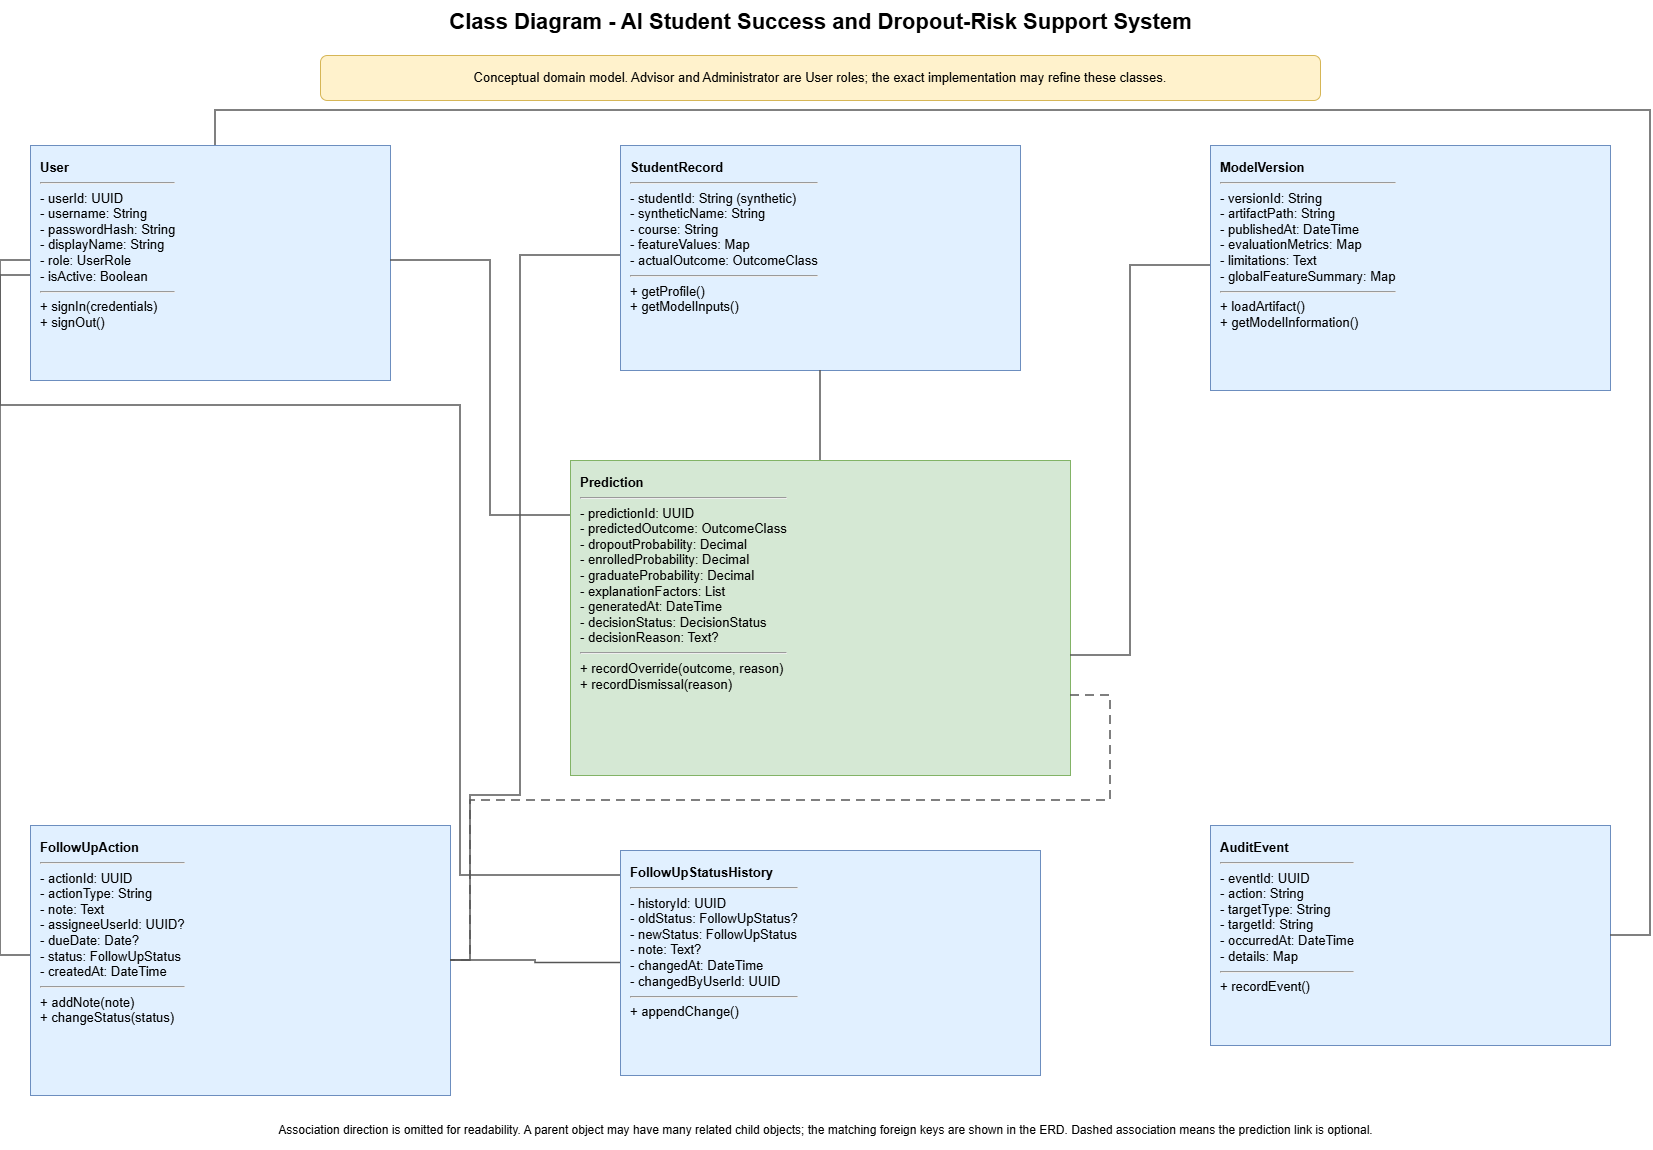 Class Diagram - AI Student Success and Dropout-Risk Support System
Conceptual domain model. Advisor and Administrator are User roles; the exact implementation may refine these classes.
User
- userId: UUID
- username: String
- passwordHash: String
- displayName: String
- role: UserRole
- isActive: Boolean
+ signIn(credentials)
+ signOut()
StudentRecord
- studentId: String (synthetic)
- syntheticName: String
- course: String
- featureValues: Map
- actualOutcome: OutcomeClass
+ getProfile()
+ getModelInputs()
ModelVersion
- versionId: String
- artifactPath: String
- publishedAt: DateTime
- evaluationMetrics: Map
- limitations: Text
- globalFeatureSummary: Map
+ loadArtifact()
+ getModelInformation()
Prediction
- predictionId: UUID
- predictedOutcome: OutcomeClass
- dropoutProbability: Decimal
- enrolledProbability: Decimal
- graduateProbability: Decimal
- explanationFactors: List
- generatedAt: DateTime
- decisionStatus: DecisionStatus
- decisionReason: Text?
+ recordOverride(outcome, reason)
+ recordDismissal(reason)
FollowUpAction
- actionId: UUID
- actionType: String
- note: Text
- assigneeUserId: UUID?
- dueDate: Date?
- status: FollowUpStatus
- createdAt: DateTime
+ addNote(note)
+ changeStatus(status)
FollowUpStatusHistory
- historyId: UUID
- oldStatus: FollowUpStatus?
- newStatus: FollowUpStatus
- note: Text?
- changedAt: DateTime
- changedByUserId: UUID
+ appendChange()
AuditEvent
- eventId: UUID
- action: String
- targetType: String
- targetId: String
- occurredAt: DateTime
- details: Map
+ recordEvent()
Association direction is omitted for readability. A parent object may have many related child objects; the matching foreign keys are shown in the ERD. Dashed association means the prediction link is optional.